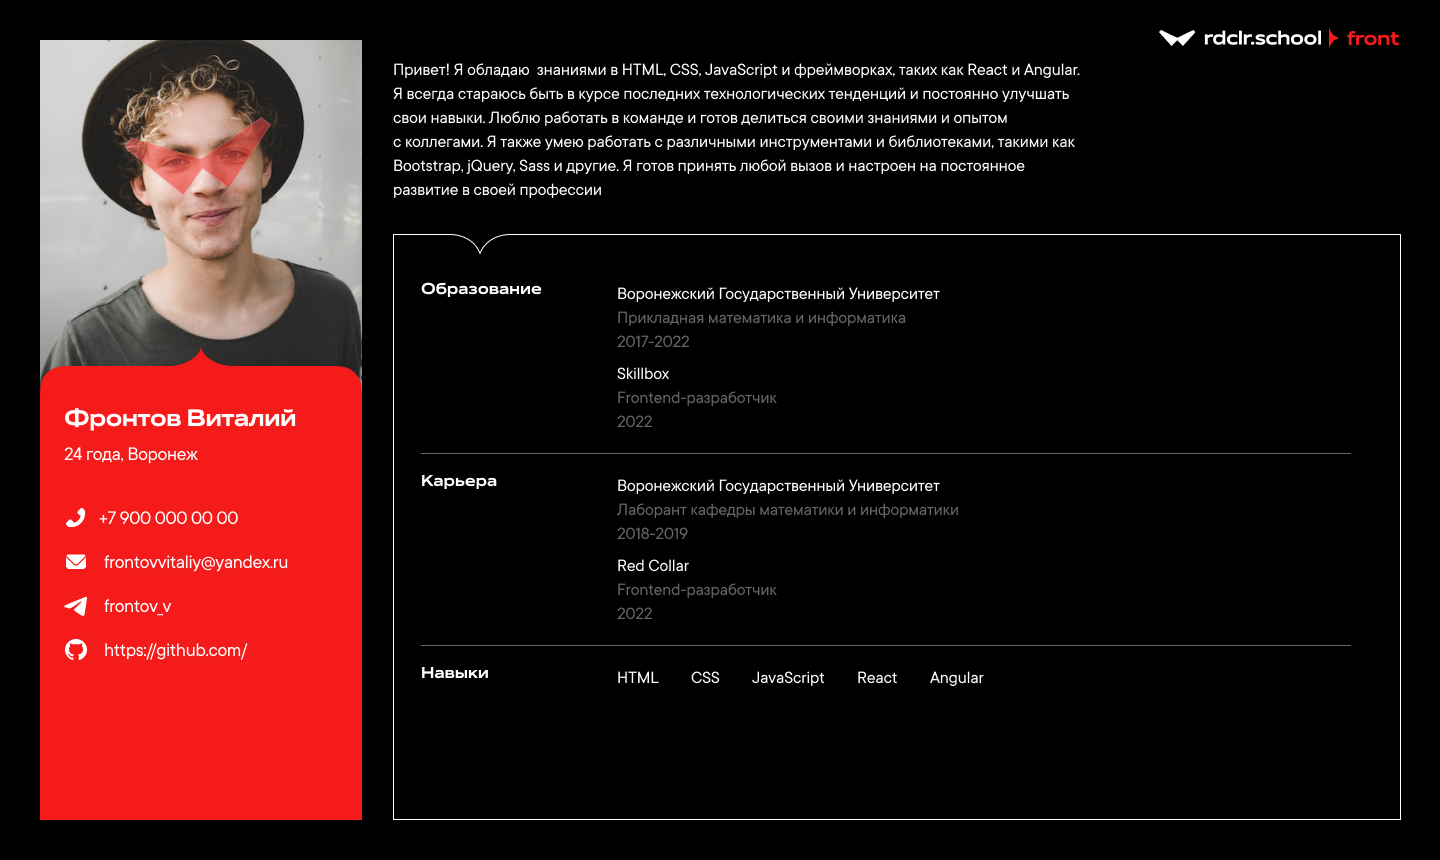 rdclr.school front
Привет! Я обладаю  знаниями в HTML, CSS, JavaScript и фреймворках, таких как React и Angular.
Я всегда стараюсь быть в курсе последних технологических тенденций и постоянно улучшать
свои навыки. Люблю работать в команде и готов делиться своими знаниями и опытом
с коллегами. Я также умею работать с различными инструментами и библиотеками, такими как
Bootstrap, jQuery, Sass и другие. Я готов принять любой вызов и настроен на постоянное
развитие в своей профессии
Фронтов Виталий
24 года, Воронеж
+7 900 000 00 00
frontovvitaliy@yandex.ru
frontov_v
https://github.com/
Образование
Воронежский Государственный Университет
Прикладная математика и информатика
2017-2022
Skillbox
Frontend-разработчик
2022
Карьера
Воронежский Государственный Университет
Лаборант кафедры математики и информатики
2018-2019
Red Collar
Frontend-разработчик
2022
Навыки
HTML CSS JavaScript React Angular